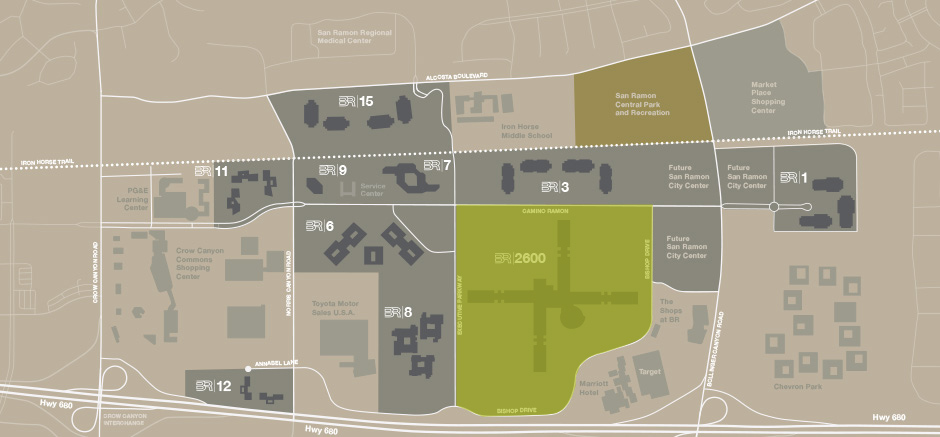 San Ramon Regional
Medical Center
ALCOSTA BOULEVARD
BR 15
Iron Horse
Middle School
San Ramon
Central Park
and Recreation
Market
Place
Shopping
Center
IRON HORSE TRAIL
IRON HORSE TRAIL
PG&E
Learning
Center
BR 11
BR 9
Service
Center
BR 7
BR 3
Future
San Ramon
City Center
Future
San Ramon
City Center
BR 1
CAMINO RAMON
BR 6
Crow Canyon
Commons
Shopping
Center
CROW CANYON ROAD
NORRIS CANYON ROAD
EXECUTIVE PARKWAY
BR 2600
BISHOP DRIVE
Future
San Ramon
City Center
Toyota Motor
Sales U.S.A.
BR 8
The
Shops
at BR
BOLLINGER CANYON ROAD
ANNABEL LANE
BR 12
Marriott
Hotel
Target
Chevron Park
BISHOP DRIVE
Hwy 680
CROW CANYON
INTERCHANGE
Hwy 680
Hwy 680